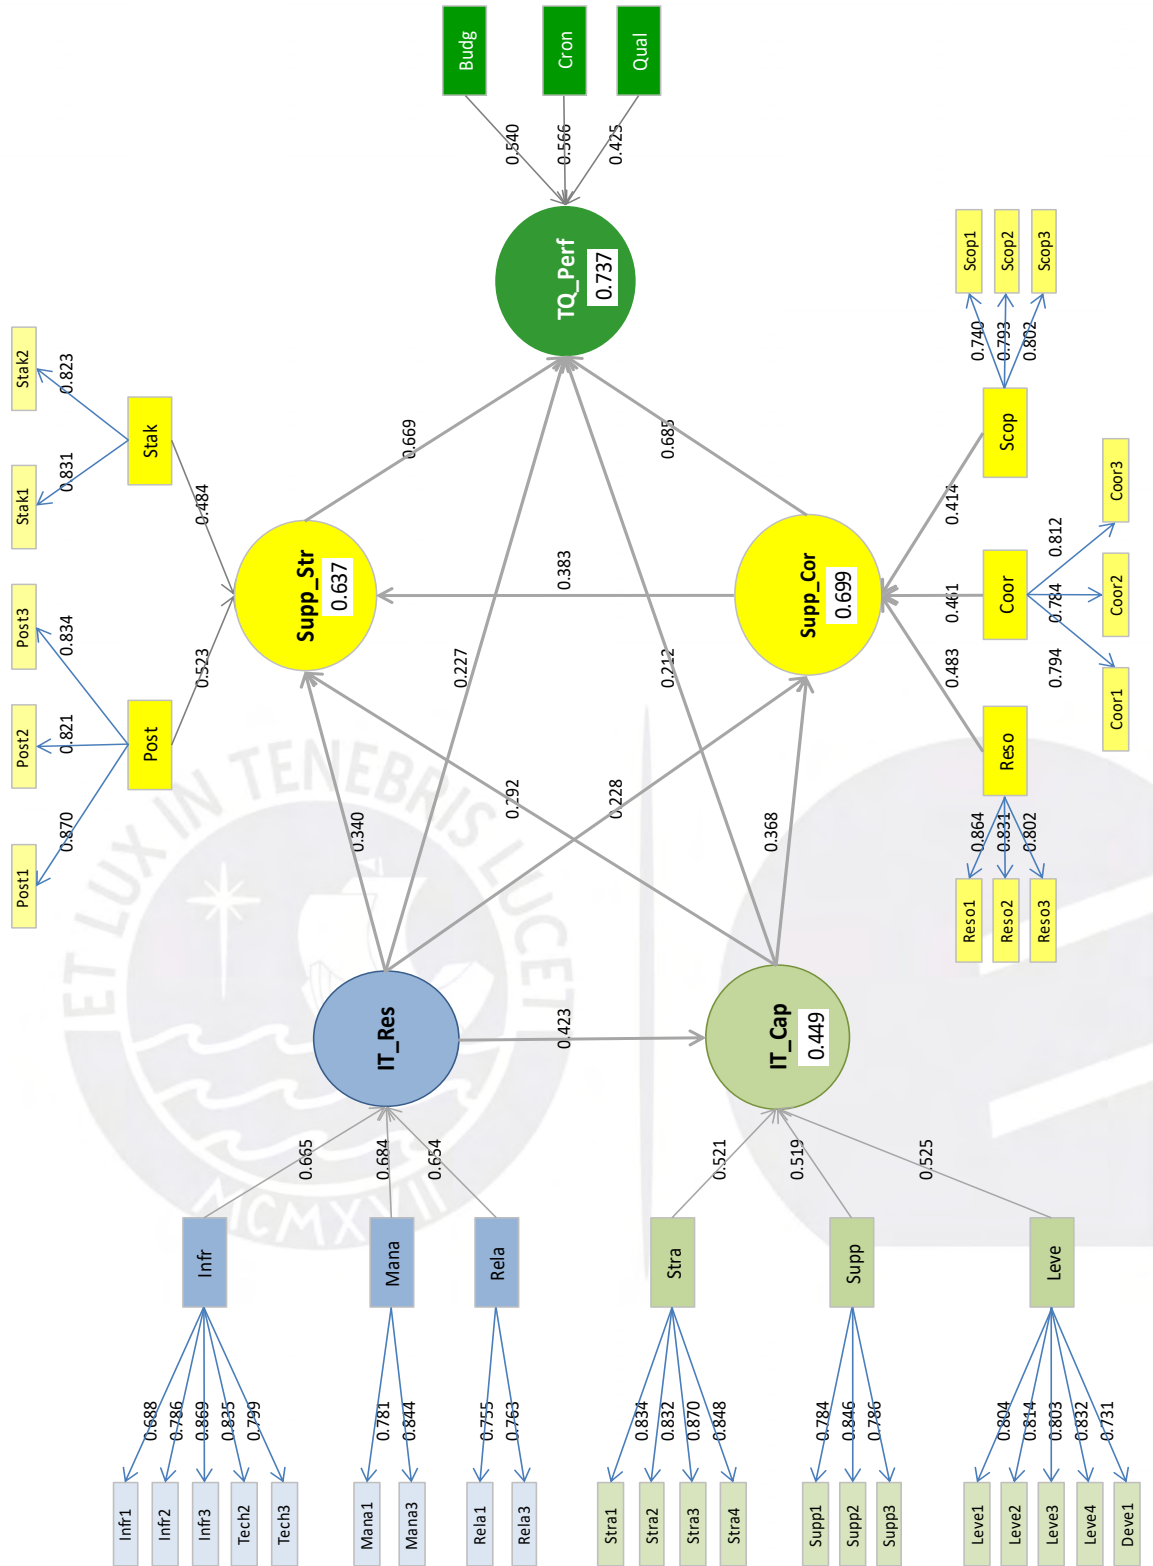 Budg
Cron
Qual
0.540
0.566
0.425
TQ_Perf
0.737
Stak2
0.823
Stak1
0.831
Stak
0.484
Post3
0.834
Post2
0.821
Post1
0.870
Post
0.523
Supp_Str
0.637
0.669
0.227
0.383
0.212
0.685
Supp_Cor
0.699
Scop1
Scop2
Scop3
0.740
0.793
0.802
Scop
0.414
Coor3
0.812
Coor2
0.784
Coor1
0.794
Coor
0.461
Reso
0.483
0.864
0.831
0.802
Reso1
Reso2
Reso3
0.340
0.292
0.228
0.368
IT_Res
0.423
IT_Cap
0.449
0.665
0.684
0.654
0.521
0.519
0.525
Infr
Mana
Rela
Stra
Supp
Leve
0.688
0.786
0.869
0.835
0.799
0.781
0.844
0.755
0.763
0.834
0.832
0.870
0.848
0.784
0.846
0.786
0.804
0.814
0.803
0.832
0.731
Infr1
Infr2
Infr3
Tech2
Tech3
Mana1
Mana3
Rela1
Rela3
Stra1
Stra2
Stra3
Stra4
Supp1
Supp2
Supp3
Leve1
Leve2
Leve3
Leve4
Deve1
ET LUX IN TENEBRIS LUCET
MCMXVII